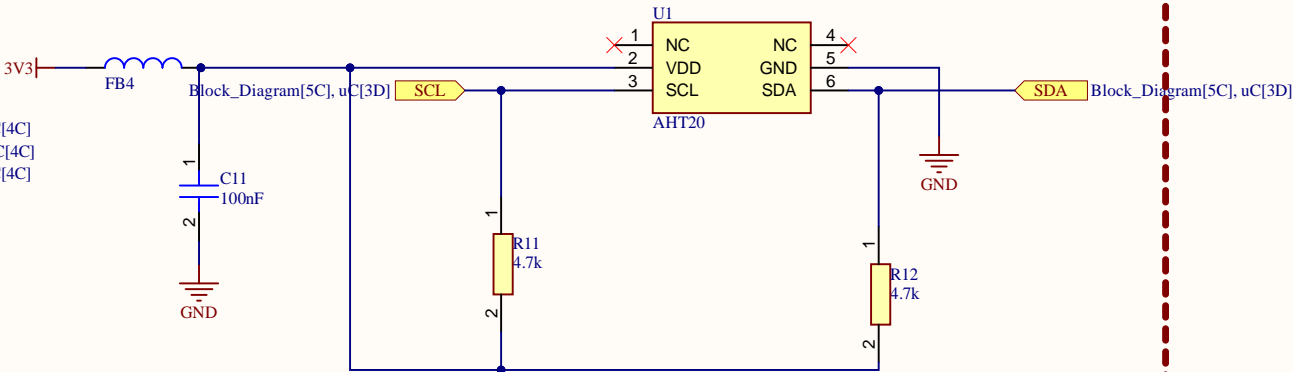 U1
1
NC
NC
4
3V3
2
VDD
GND
5
FB4
Block_Diagram[5C], uC[3D]
SCL
3
SCL
SDA
6
SDA
Block_Diagram[5C], uC[3D]
AHT20
[4C]
C[4C]
[4C]
1
C11
100nF
2
GND
GND
1
R11
4.7k
2
1
R12
4.7k
2